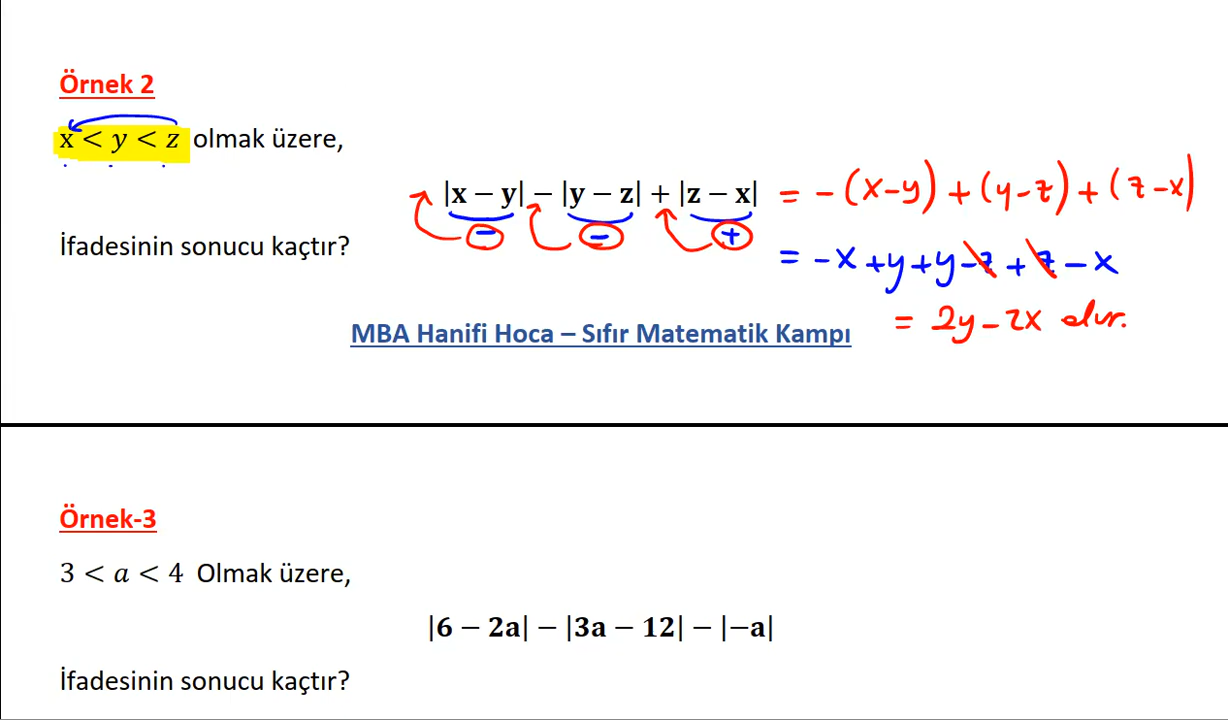 Örnek 2
x < y < z olmak üzere,
|x − y| − |y − z| + |z − x| = −(x−y) + (y−z) + (z−x)
− − +
İfadesinin sonucu kaçtır?
= −x + y + y − z + z − x
= 2y − 2x olur.
MBA Hanifi Hoca – Sıfır Matematik Kampı
Örnek-3
3 < a < 4 Olmak üzere,
|6 − 2a| − |3a − 12| − |−a|
İfadesinin sonucu kaçtır?